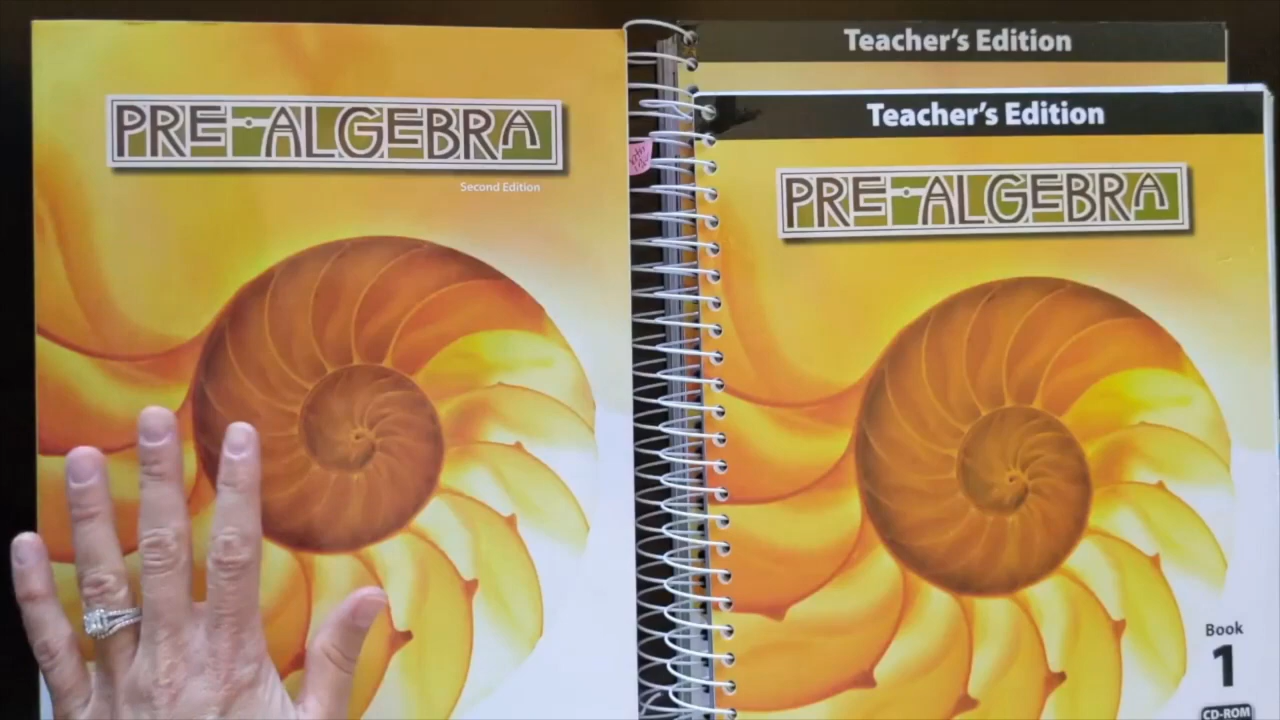 PRE-ALGEBRA
Second Edition
Teacher's Edition
Teacher's Edition
PRE-ALGEBRA
Book
1
CD-ROM